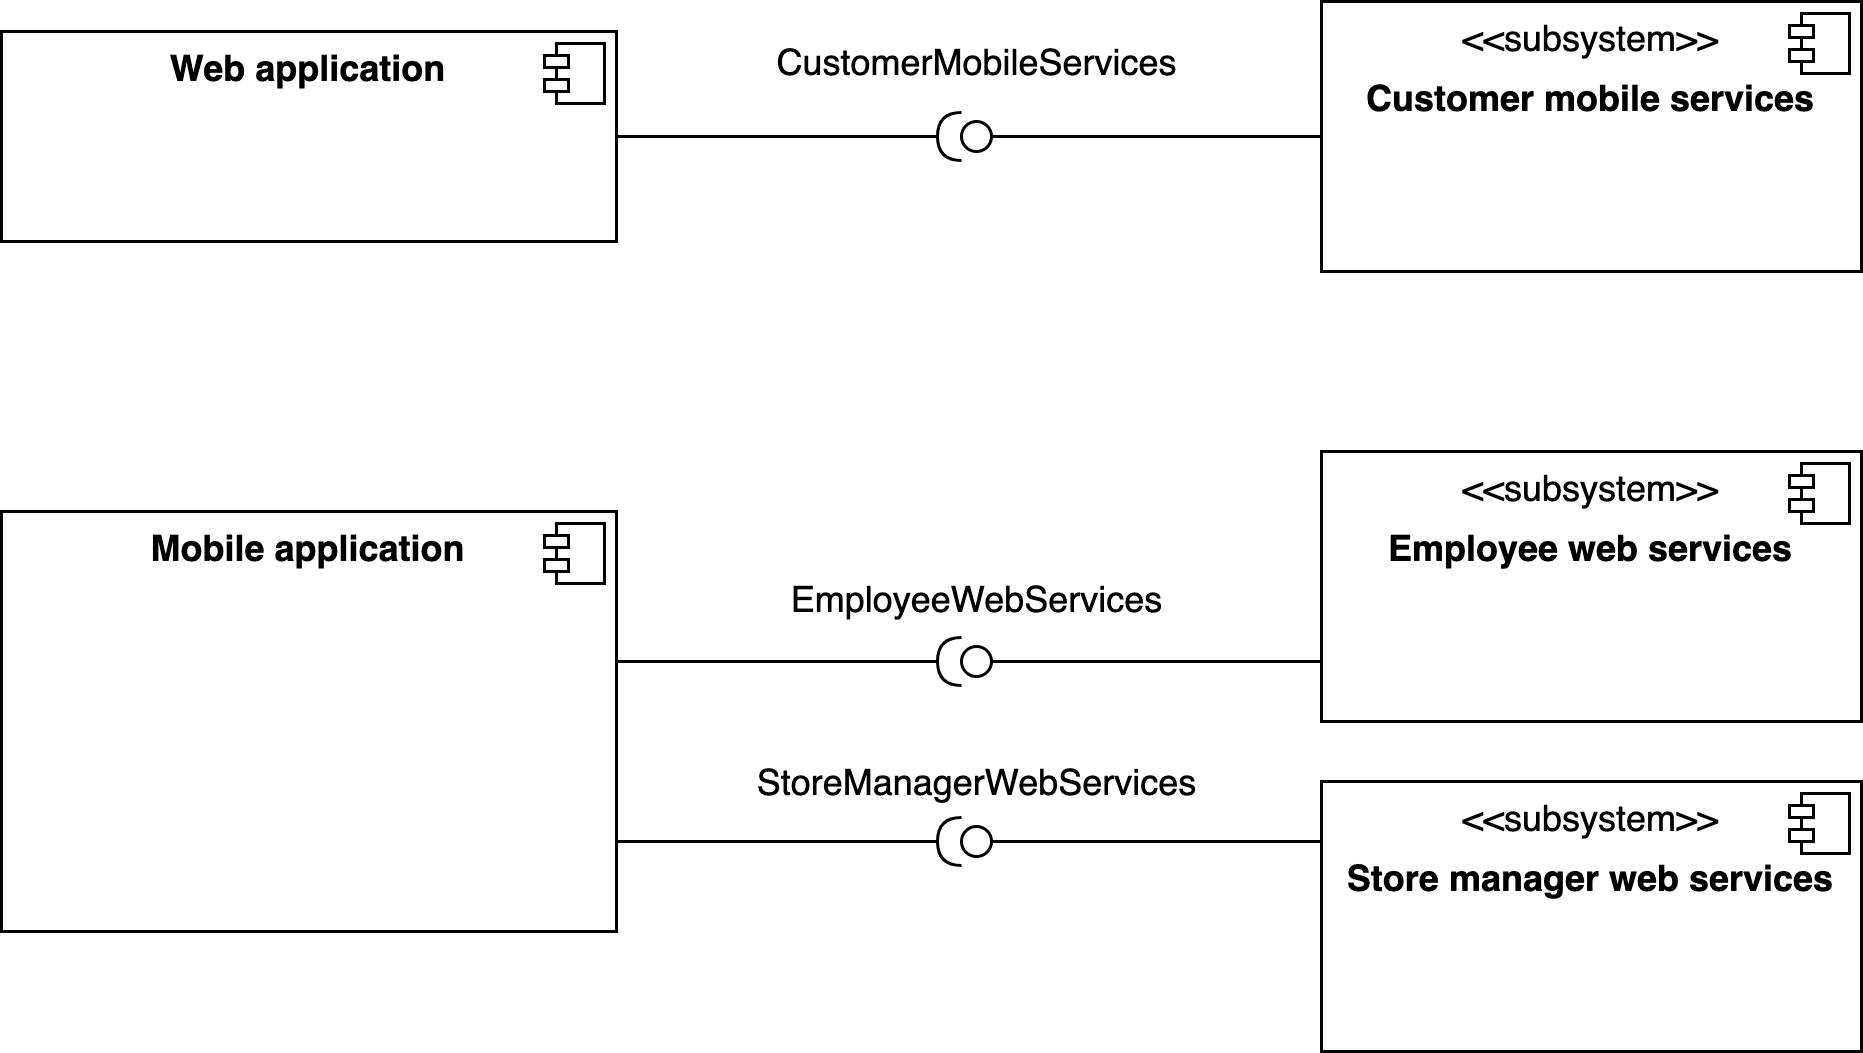 Web application
CustomerMobileServices
<<subsystem>>
Customer mobile services
Mobile application
EmployeeWebServices
<<subsystem>>
Employee web services
StoreManagerWebServices
<<subsystem>>
Store manager web services